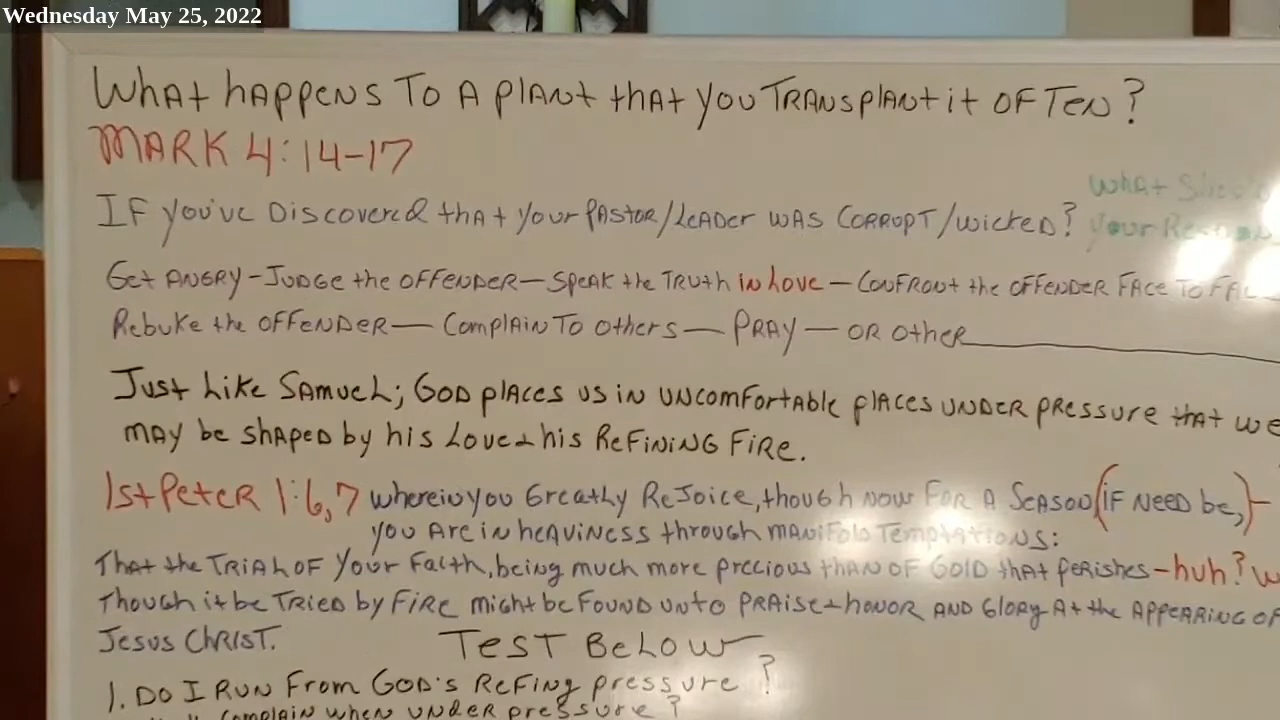 Wednesday May 25, 2022
What happens To A plant that you TRANSplant it OFTen?
MARK 4:14-17
What
IF you've Discovered that your PASTOR/LeADER WAS CORRUPT/wicked? your
Get ANGRY-JUDGE the OFFENDER-Speak the TRuth in Love-CONFRONT the OFFENDER FACE TO
Rebuke the OFFENDER-Complain To others-PRAY-OR other
Just Like SAMueL; GOD places us in UNComFortAble places UNDER PRessure that we
may be shaped by his Love & his ReFiNiNG FiRe.
1st Peter 1:6,7 whereiN you GReatly ReJoice, though now FoR A SeAsoN (iF NeeD be,)-
you ARe in heaviness through maNiFolD TempTAtioNs:
ThAt the TRiAL oF youR FAith, being much moRe pRecious thAN oF GOLD thAt peRishes-huh? W
Though it be TRieD by FiRe might be FouND uNto PRAise & hoNoR AND GloRy At the AppeARiNG OF
Jesus ChRiST.
TesT BeLow
1. Do I RuN FRom GoD's ReFing pRessuRe?
complain when UNDER pRessuRe?